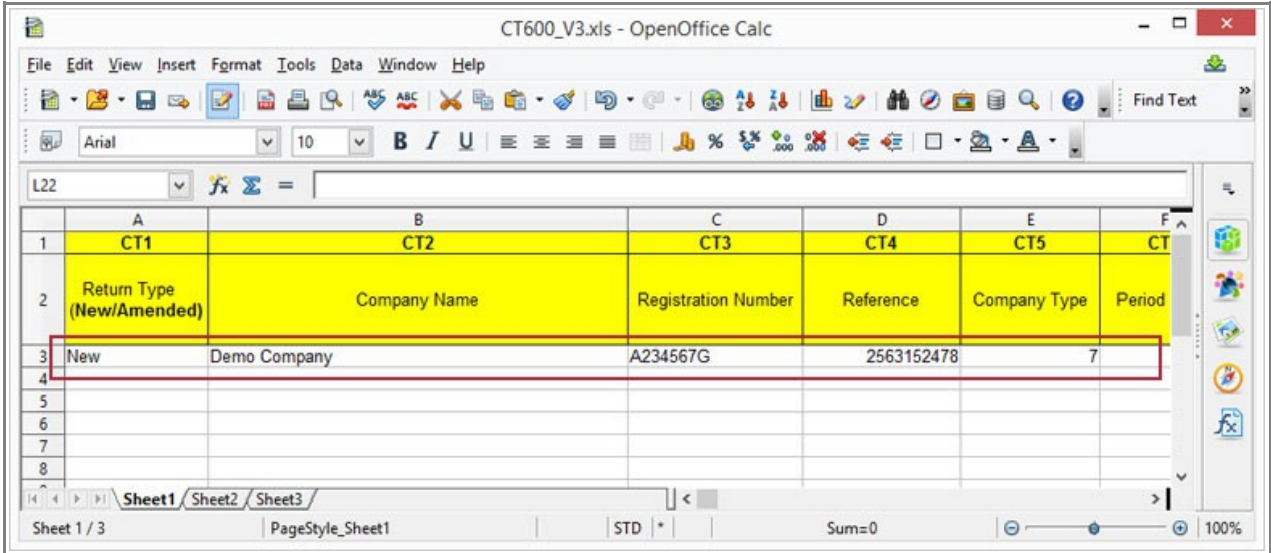 CT600_V3.xls - OpenOffice Calc
File Edit View Insert Format Tools Data Window Help
Find Text
Arial 10 B I U
L22
A B C D E F
1 CT1 CT2 CT3 CT4 CT5 CT
2 Return Type (New/Amended) Company Name Registration Number Reference Company Type Period
3 New Demo Company A234567G 2563152478 7
4
5
6
7
8
Sheet1 Sheet2 Sheet3
Sheet 1 / 3 PageStyle_Sheet1 STD * Sum=0 100%